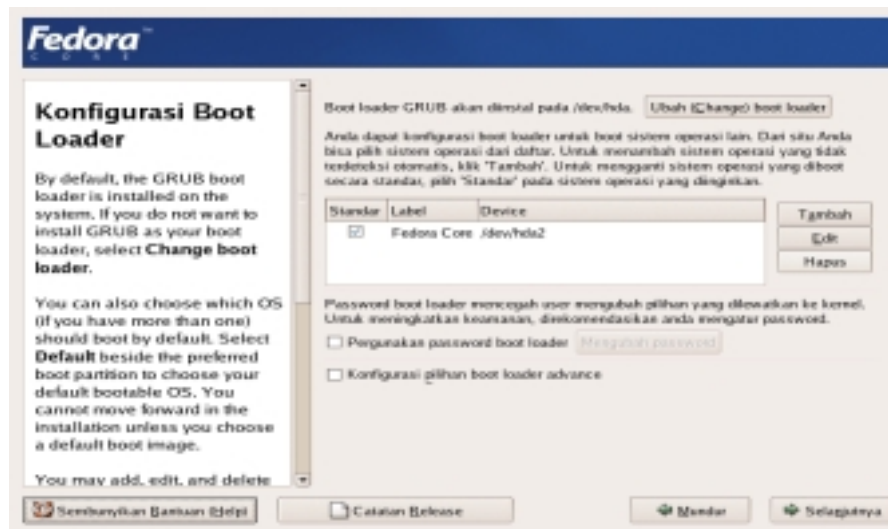 Fedora™
CORE
Konfigurasi Boot
Loader
By default, the GRUB boot
loader is installed on the
system. If you do not want to
install GRUB as your boot
loader, select Change boot
loader.
You can also choose which OS
(if you have more than one)
should boot by default. Select
Default beside the preferred
boot partition to choose your
default bootable OS. You
cannot move forward in the
installation unless you choose
a default boot image.
You may add, edit, and delete
Boot loader GRUB akan diinstal pada /dev/hda.
Ubah (Change) boot loader
Anda dapat konfigurasi boot loader untuk boot sistem operasi lain. Dari situ Anda
bisa pilih sistem operasi dari daftar. Untuk menambah sistem operasi yang tidak
terdeteksi otomatis, klik 'Tambah'. Untuk mengganti sistem operasi yang diboot
secara standar, pilih 'Standar' pada sistem operasi yang diinginkan.
Standar Label Device
Fedora Core /dev/hda2
Tambah
Edit
Hapus
Password boot loader mencegah user mengubah pilihan yang dilewatkan ke kernel.
Untuk meningkatkan keamanan, direkomendasikan anda mengatur password.
Pergunakan password boot loader
Mengubah password
Konfigurasi pilihan boot loader advance
Sembunyikan Bantuan (Help)
Catatan Release
Mundur
Selanjutnya